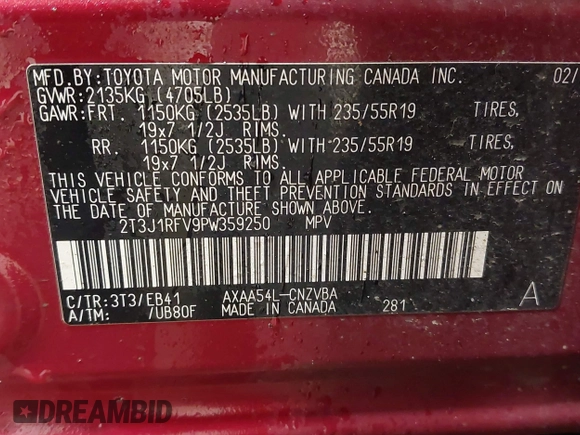 MFD.BY:TOYOTA MOTOR MANUFACTURING CANADA INC. 02/
GVWR:2135KG (4705LB)
GAWR:FRT. 1150KG (2535LB) WITH 235/55R19 TIRES,
19x7 1/2J RIMS.
RR. 1150KG (2535LB) WITH 235/55R19 TIRES,
19x7 1/2J RIMS.
THIS VEHICLE CONFORMS TO ALL APPLICABLE FEDERAL MOTOR
VEHICLE SAFETY AND THEFT PREVENTION STANDARDS IN EFFECT ON
THE DATE OF MANUFACTURE SHOWN ABOVE.
2T3J1RFV9PW359250 MPV
C/TR:3T3/EB41 AXAA54L-CNZVBA A
A/TM: /UB80F MADE IN CANADA 281
DREAMBID